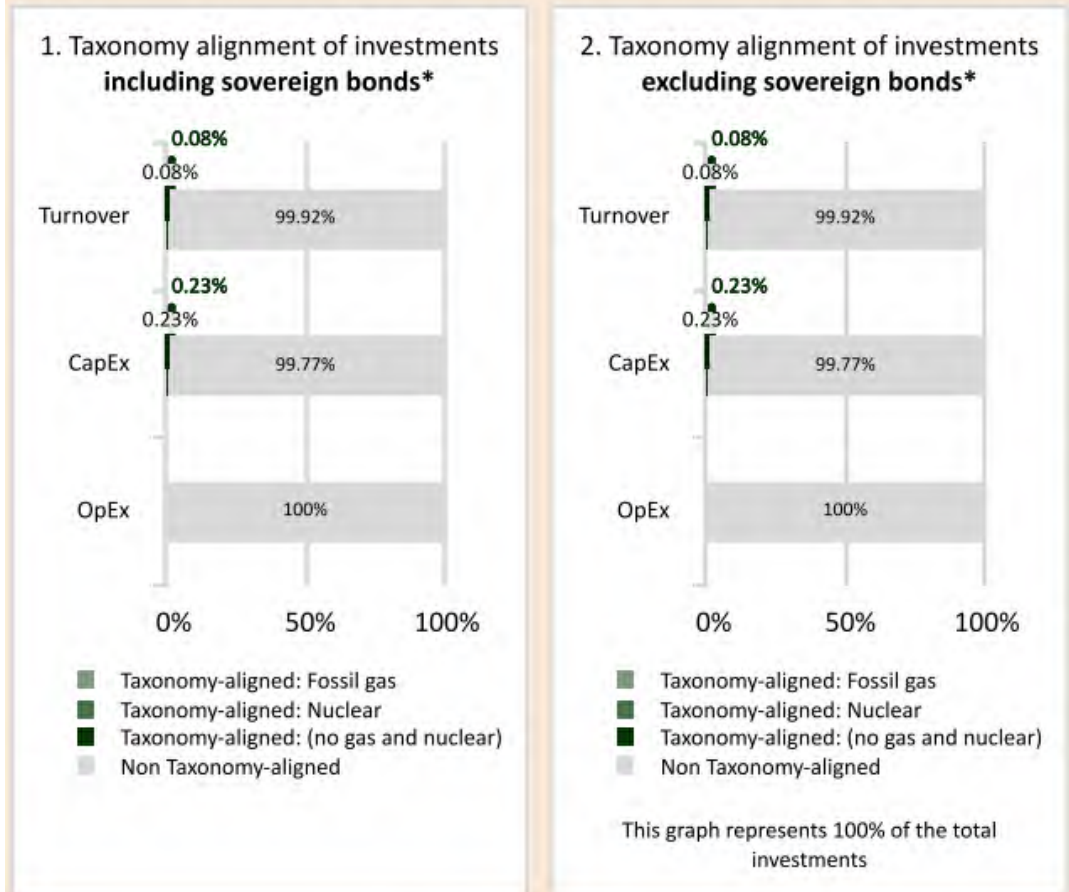 1. Taxonomy alignment of investments
including sovereign bonds*
0.08%
0.08%
Turnover
99.92%
0.23%
0.23%
CapEx
99.77%
OpEx
100%
0%
50%
100%
Taxonomy-aligned: Fossil gas
Taxonomy-aligned: Nuclear
Taxonomy-aligned: (no gas and nuclear)
Non Taxonomy-aligned
2. Taxonomy alignment of investments
excluding sovereign bonds*
0.08%
0.08%
Turnover
99.92%
0.23%
0.23%
CapEx
99.77%
OpEx
100%
0%
50%
100%
Taxonomy-aligned: Fossil gas
Taxonomy-aligned: Nuclear
Taxonomy-aligned: (no gas and nuclear)
Non Taxonomy-aligned
This graph represents 100% of the total
investments